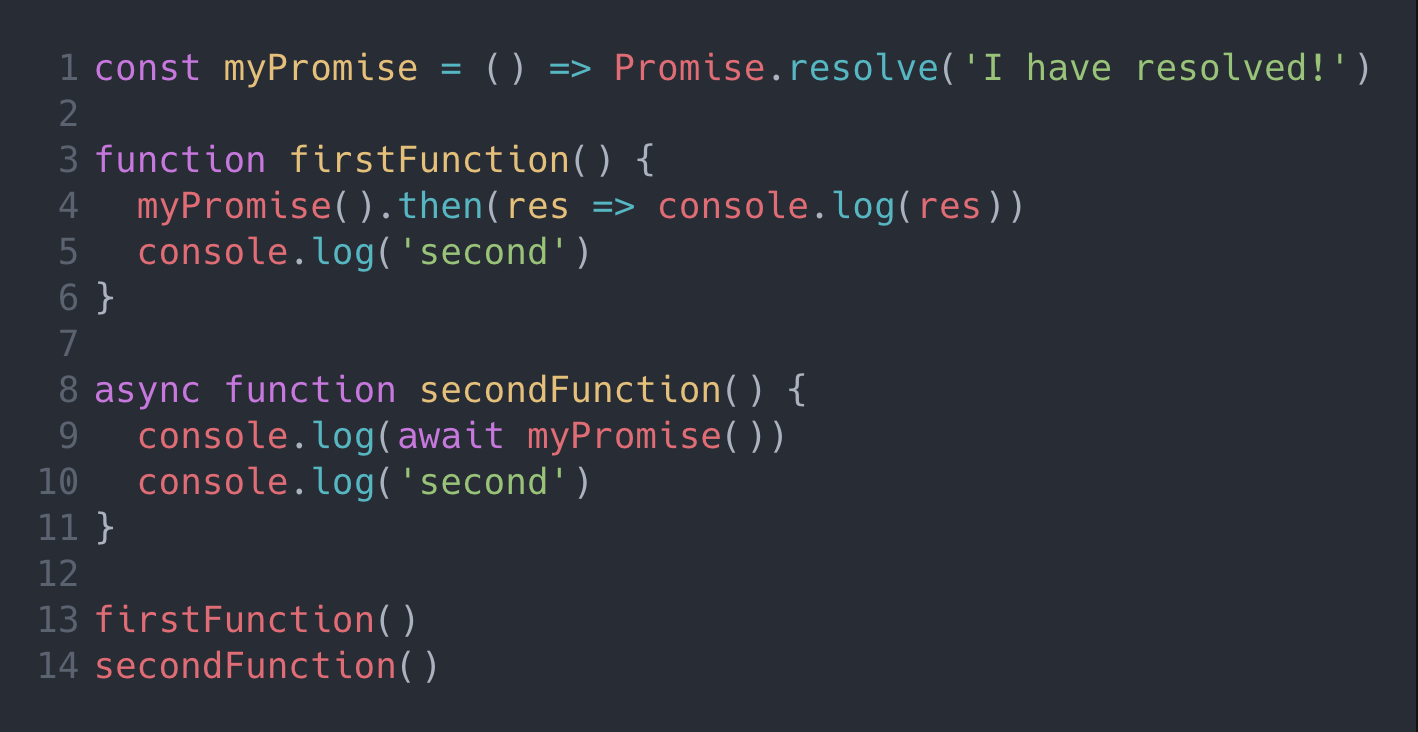 1 const myPromise = () => Promise.resolve('I have resolved!')
2
3 function firstFunction() {
4   myPromise().then(res => console.log(res))
5   console.log('second')
6 }
7
8 async function secondFunction() {
9   console.log(await myPromise())
10   console.log('second')
11 }
12
13 firstFunction()
14 secondFunction()